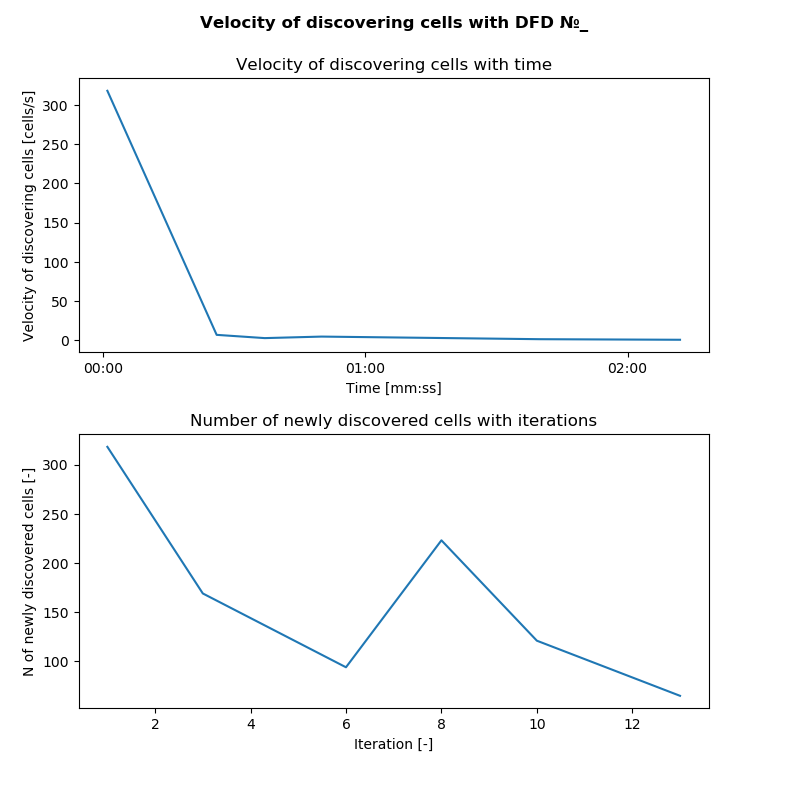 Velocity of discovering cells with DFD №_
Velocity of discovering cells with time
Velocity of discovering cells [cells/s]
300
250
200
150
100
50
0
00:00 01:00 02:00
Time [mm:ss]
Number of newly discovered cells with iterations
N of newly discovered cells [-]
300
250
200
150
100
2 4 6 8 10 12
Iteration [-]